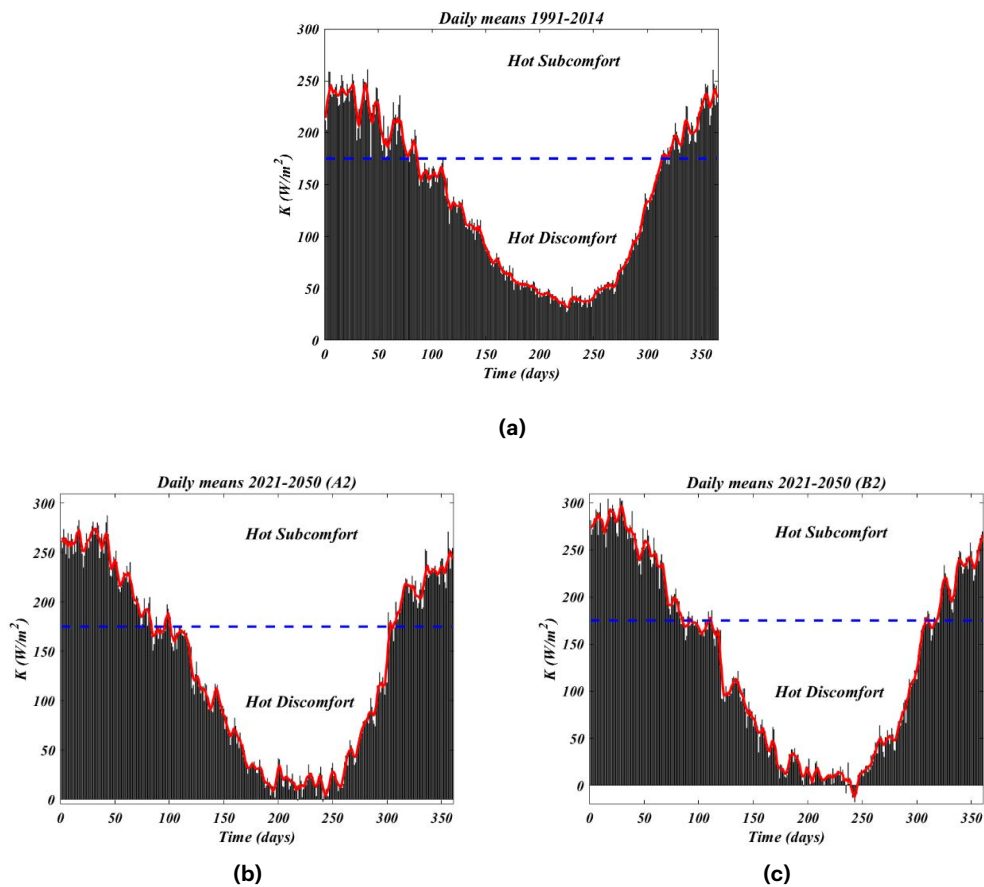 Daily means 1991-2014
300
250
200
150
100
50
0
K (W/m²)
Hot Subcomfort
Hot Discomfort
0 50 100 150 200 250 300 350
Time (days)
(a)
Daily means 2021-2050 (A2)
300
250
200
150
100
50
0
K (W/m²)
Hot Subcomfort
Hot Discomfort
0 50 100 150 200 250 300 350
Time (days)
(b)
Daily means 2021-2050 (B2)
300
250
200
150
100
50
0
K (W/m²)
Hot Subcomfort
Hot Discomfort
0 50 100 150 200 250 300 350
Time (days)
(c)